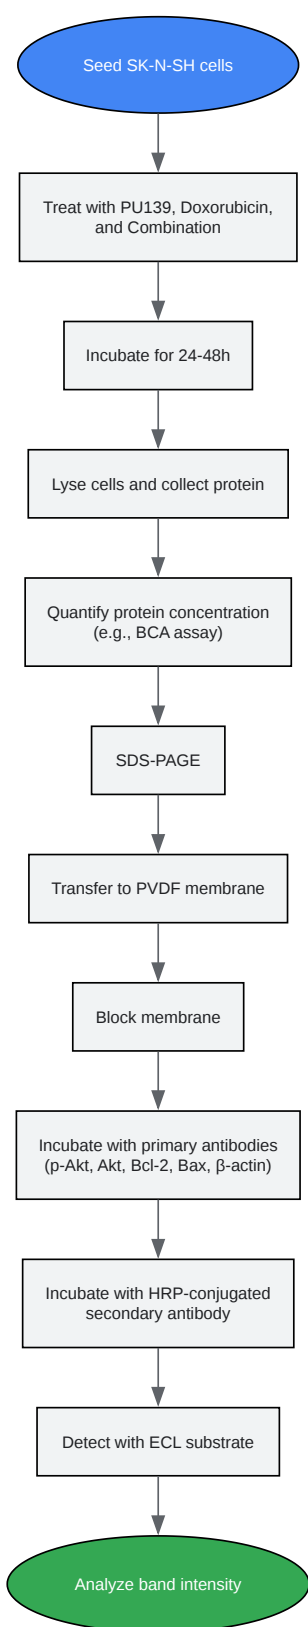 Seed SK-N-SH cells
Treat with PU139, Doxorubicin,
and Combination
Incubate for 24-48h
Lyse cells and collect protein
Quantify protein concentration
(e.g., BCA assay)
SDS-PAGE
Transfer to PVDF membrane
Block membrane
Incubate with primary antibodies
(p-Akt, Akt, Bcl-2, Bax, β-actin)
Incubate with HRP-conjugated
secondary antibody
Detect with ECL substrate
Analyze band intensity